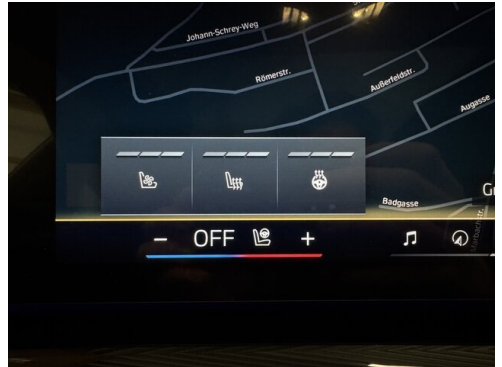 Johann-Schrey-Weg
Römerstr.
Außerfeldstr.
Augasse
Badgasse
OFF